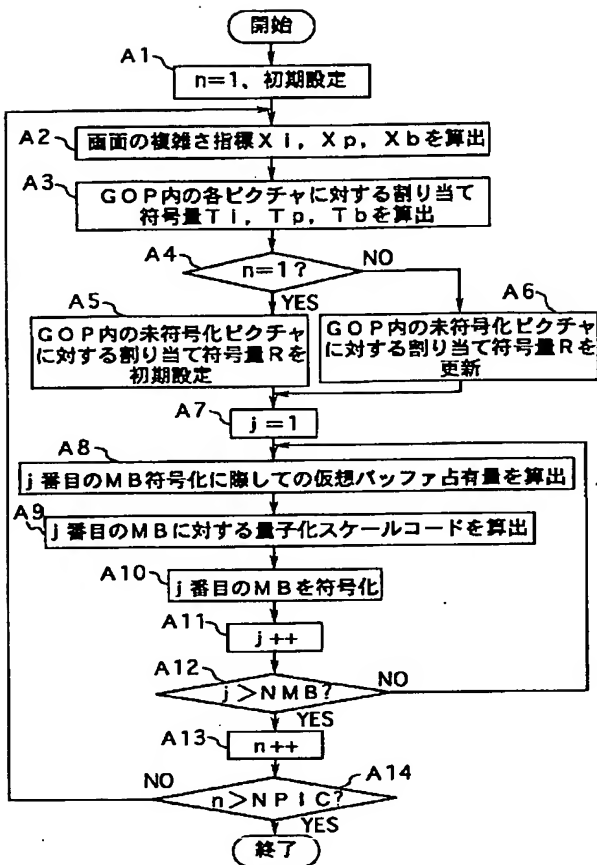 開始
A1
n=1、初期設定
A2
画面の複雑さ指標Xi, Xp, Xbを算出
A3
GOP内の各ピクチャに対する割り当て
符号量Ti, Tp, Tbを算出
A4
n=1?
NO
YES
A5
GOP内の未符号化ピクチャ
に対する割り当て符号量Rを
初期設定
A6
GOP内の未符号化ピクチャ
に対する割り当て符号量Rを
更新
A7
j=1
A8
j番目のMB符号化に際しての仮想バッファ占有量を算出
A9
j番目のMBに対する量子化スケールコードを算出
A10
j番目のMBを符号化
A11
j++
A12
j>NMB?
NO
YES
A13
n++
A14
NO
n>NPIC?
YES
終了